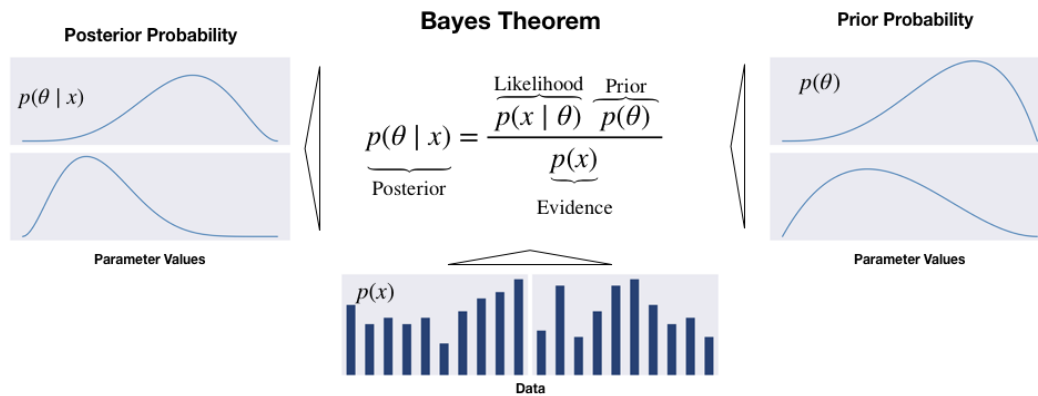 Bayes Theorem
Posterior Probability
Prior Probability
p(θ | x)
Parameter Values
Likelihood Prior
p(x | θ) p(θ)
p(θ | x) =
p(x)
Posterior
Evidence
p(θ)
Parameter Values
p(x)
Data